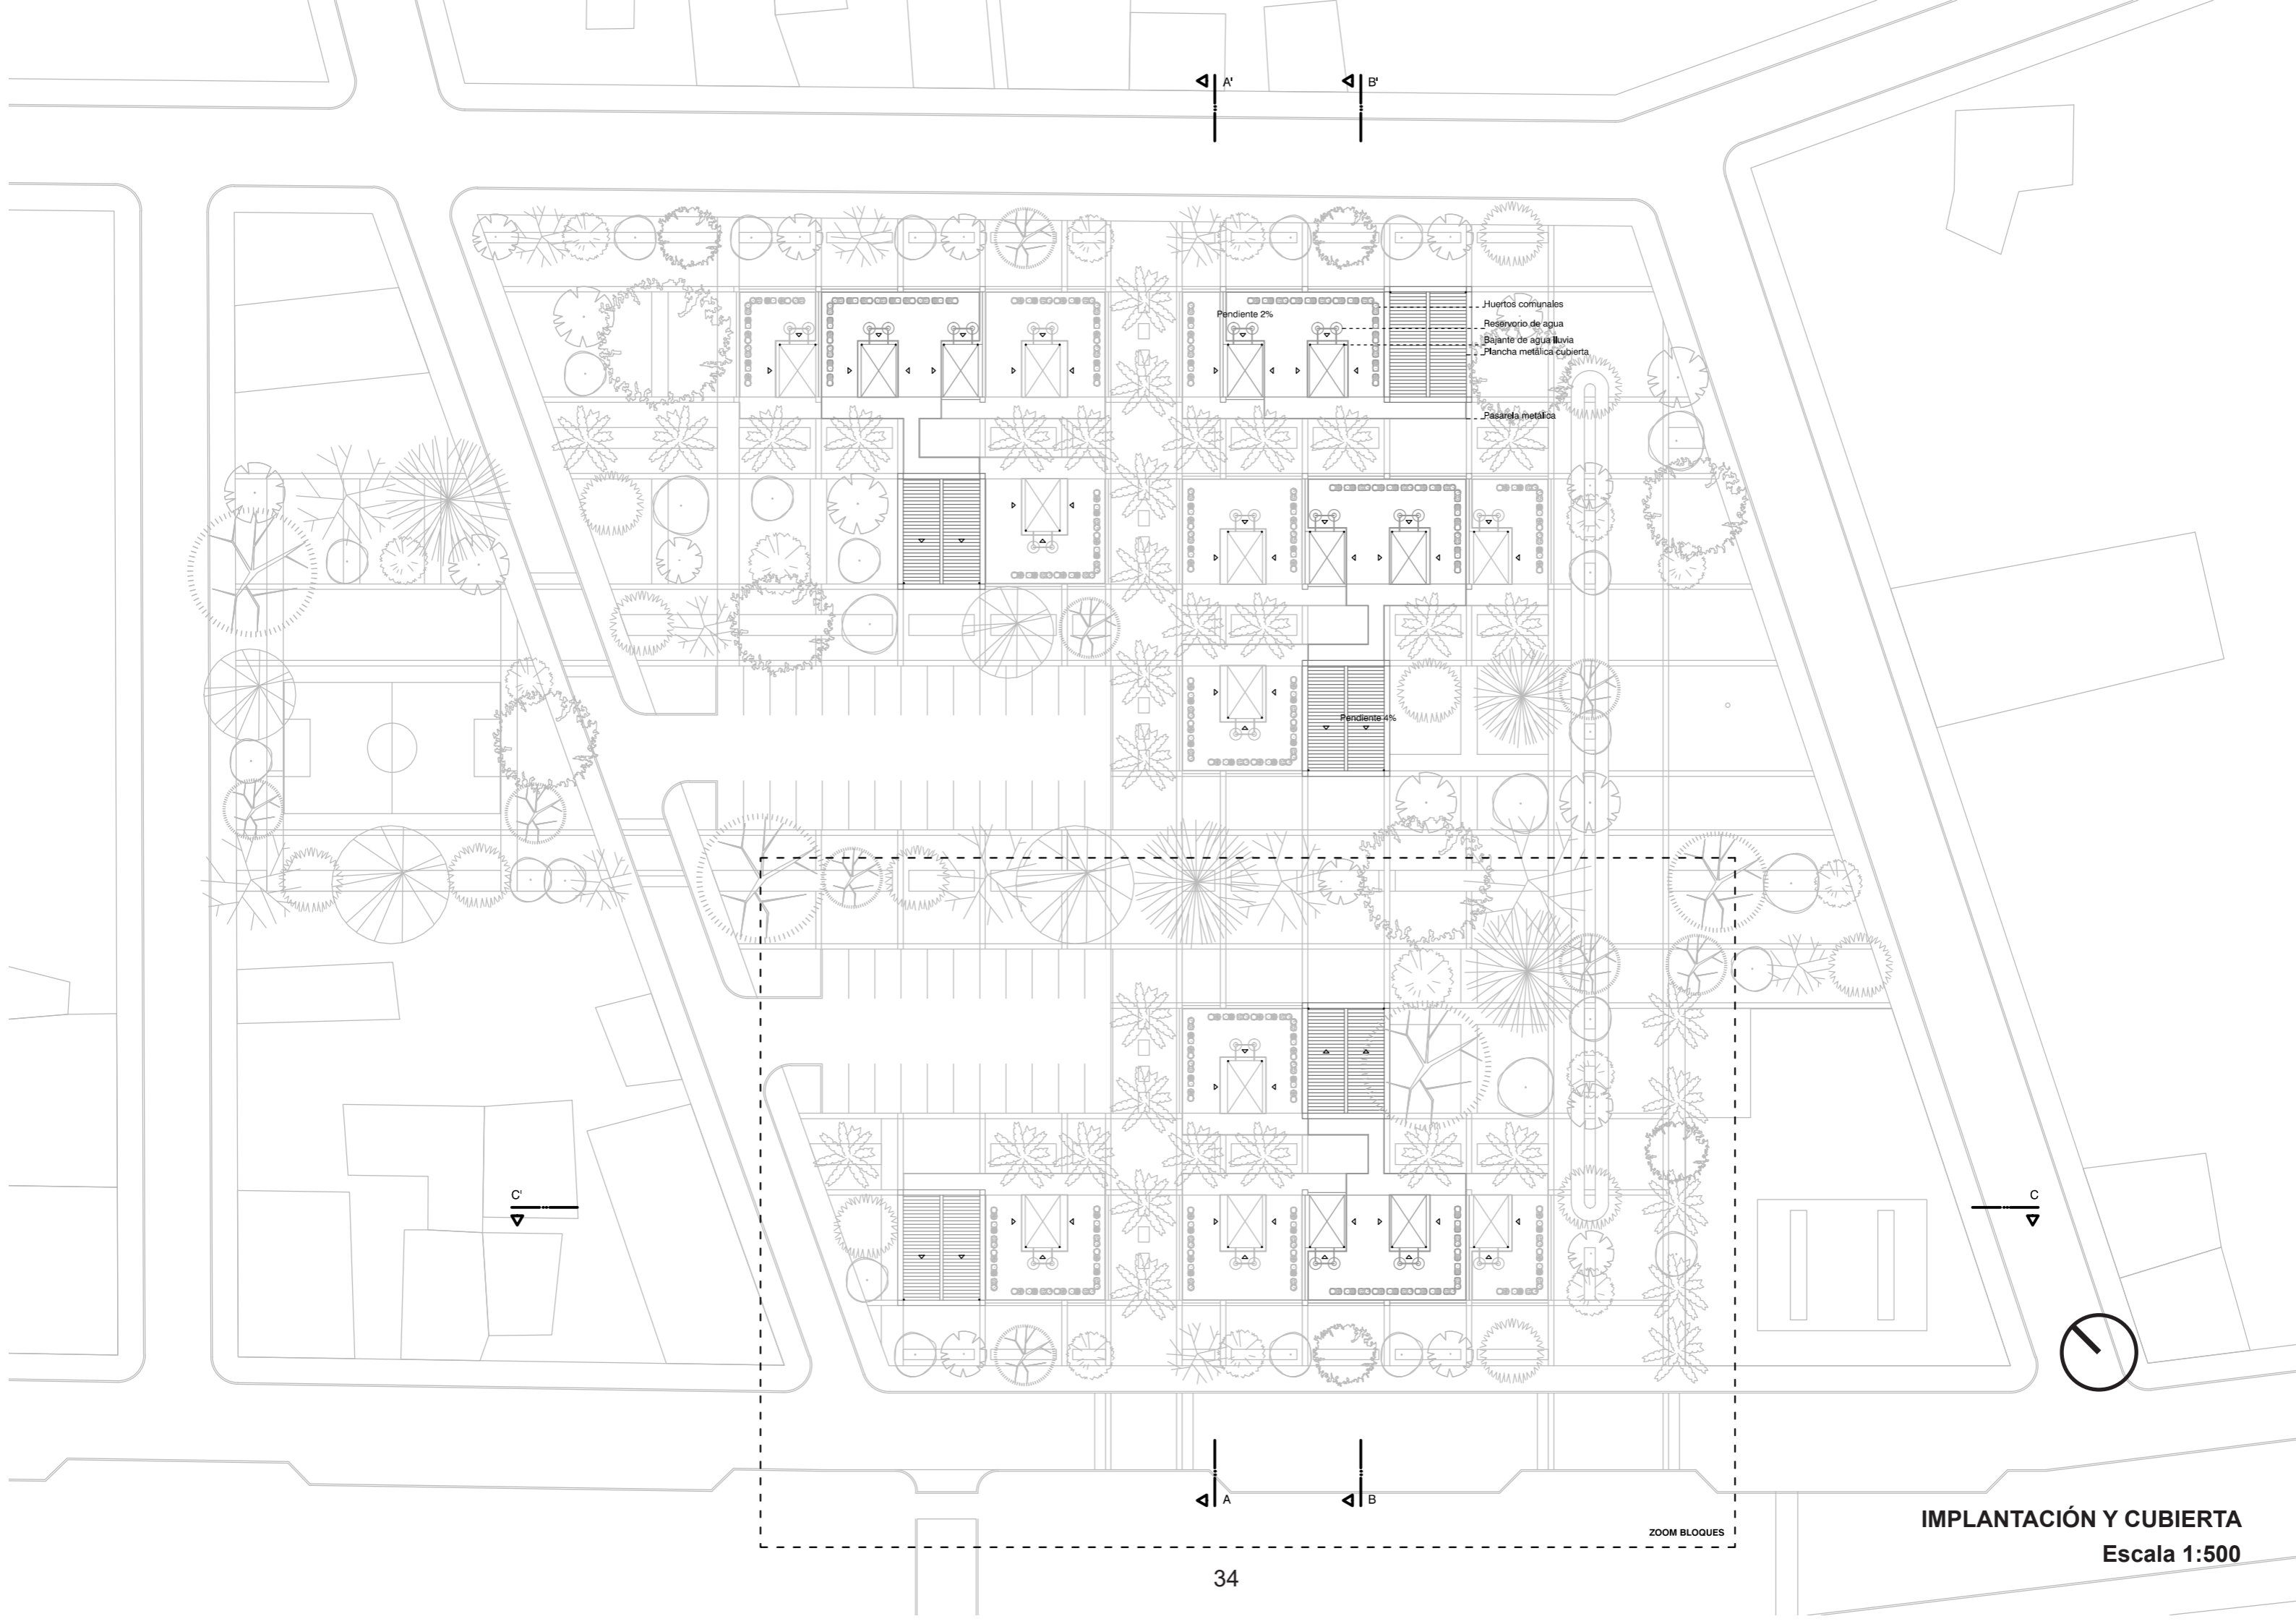 A'
B'
Huertos comunales
Pendiente 2%
Reservorio de agua
Bajante de agua lluvia
Plancha metálica cubierta
Pasarela metálica
Pendiente 4%
C'
C
A
B
ZOOM BLOQUES
IMPLANTACIÓN Y CUBIERTA
Escala 1:500
34